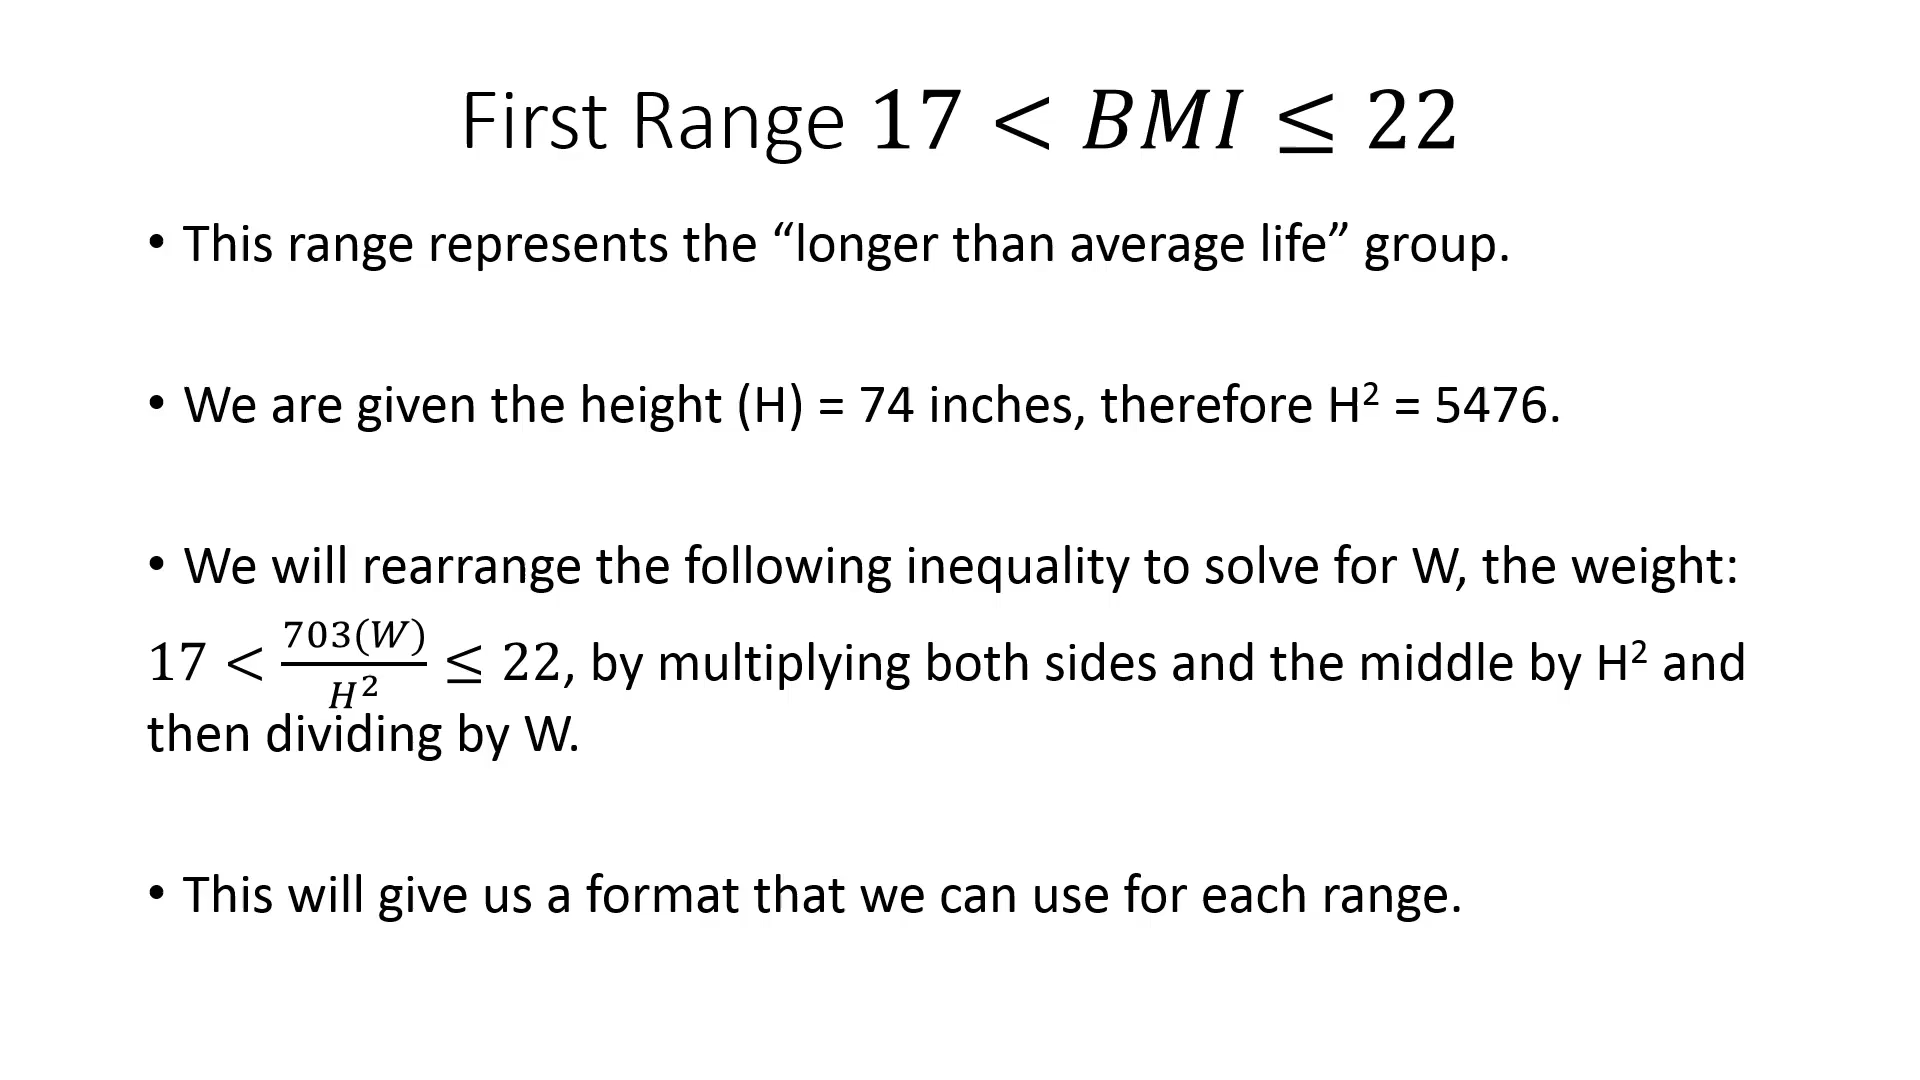 First Range 17 < BMI ≤ 22
• This range represents the “longer than average life” group.
• We are given the height (H) = 74 inches, therefore H² = 5476.
• We will rearrange the following inequality to solve for W, the weight:
17 < 703(W)/H² ≤ 22, by multiplying both sides and the middle by H² and
then dividing by W.
• This will give us a format that we can use for each range.